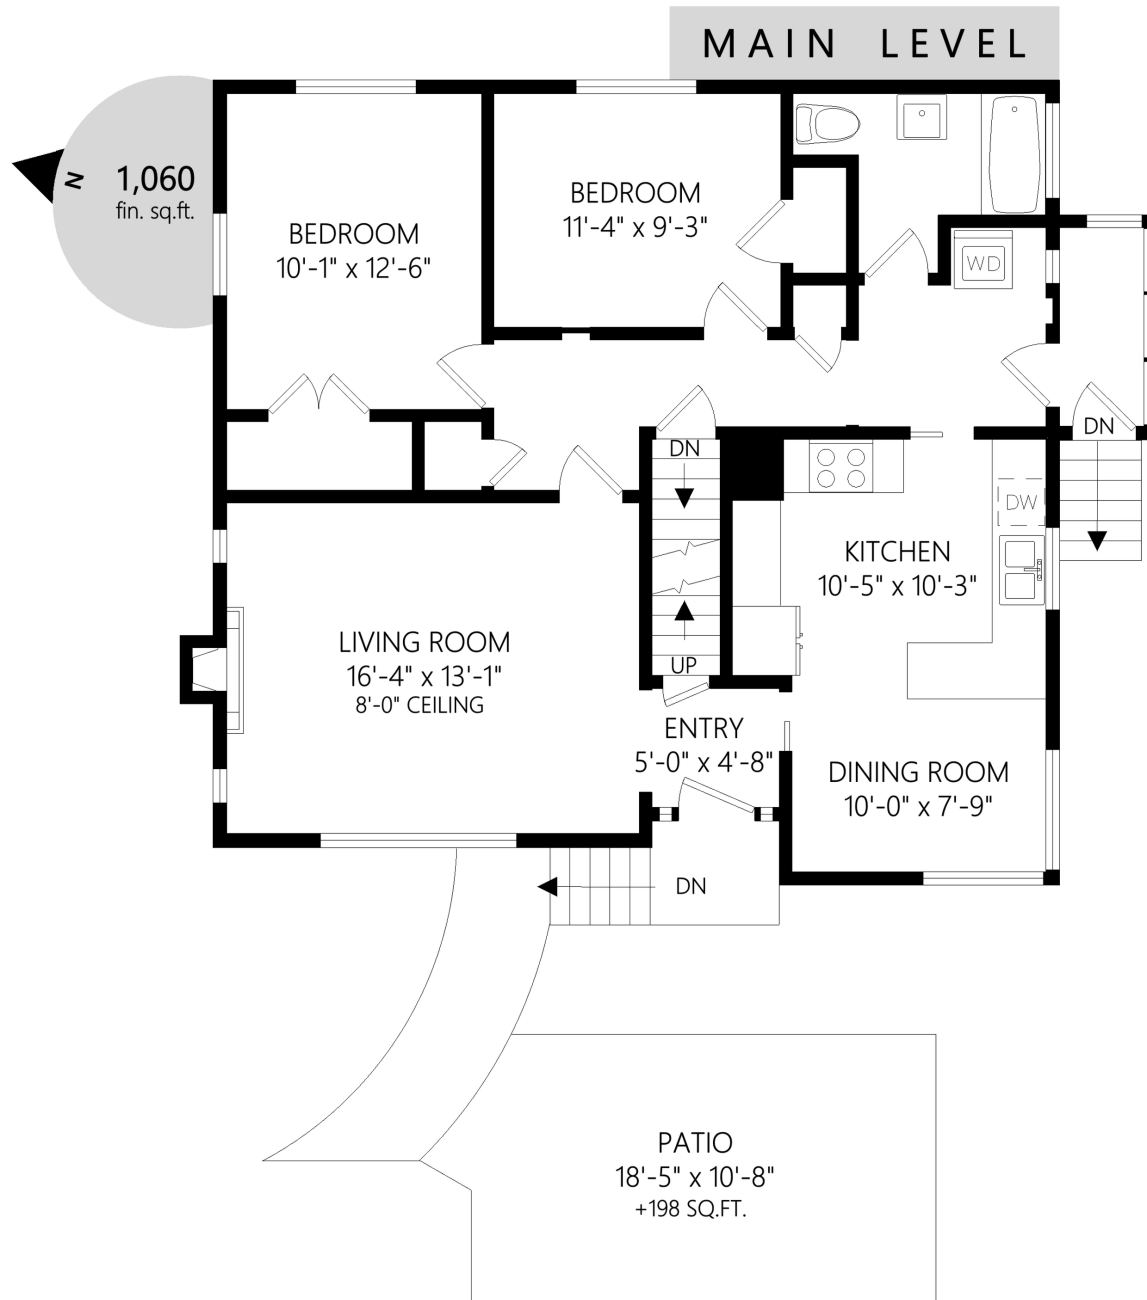 MAIN LEVEL
N
1,060
fin. sq.ft.
BEDROOM
10'-1" x 12'-6"
BEDROOM
11'-4" x 9'-3"
WD
DN
DN
UP
DW
KITCHEN
10'-5" x 10'-3"
LIVING ROOM
16'-4" x 13'-1"
8'-0" CEILING
ENTRY
5'-0" x 4'-8"
DINING ROOM
10'-0" x 7'-9"
DN
PATIO
18'-5" x 10'-8"
+198 SQ.FT.